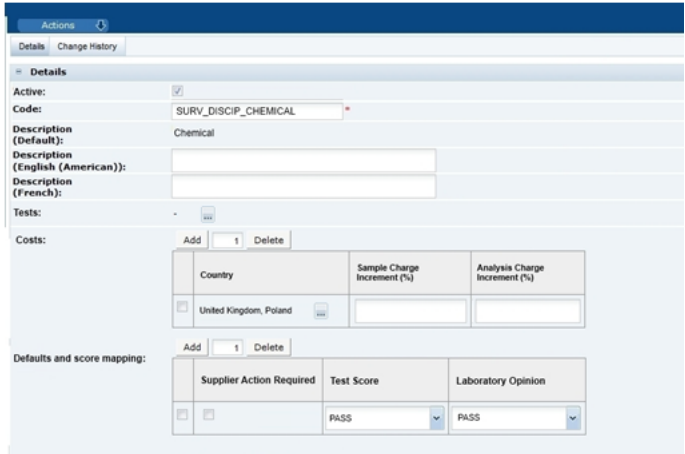 Actions
Details Change History
Details
Active:
Code: SURV_DISCIP_CHEMICAL *
Description
(Default): Chemical
Description
(English (American)):
Description
(French):
Tests: - ...
Costs: Add 1 Delete
Country Sample Charge Increment (%) Analysis Charge Increment (%)
United Kingdom, Poland ...
Defaults and score mapping: Add 1 Delete
Supplier Action Required Test Score Laboratory Opinion
PASS PASS